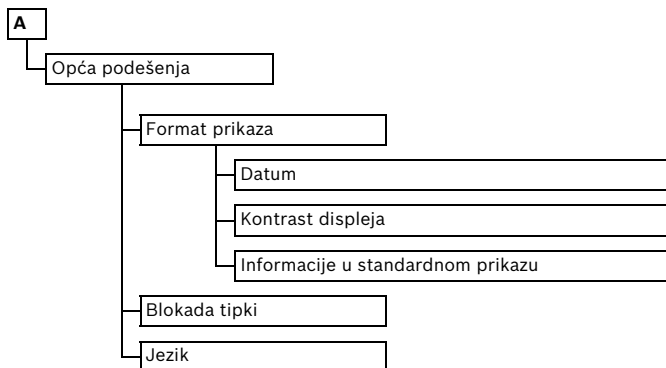 A
Opća podešenja
Format prikaza
Datum
Kontrast displeja
Informacije u standardnom prikazu
Blokada tipki
Jezik